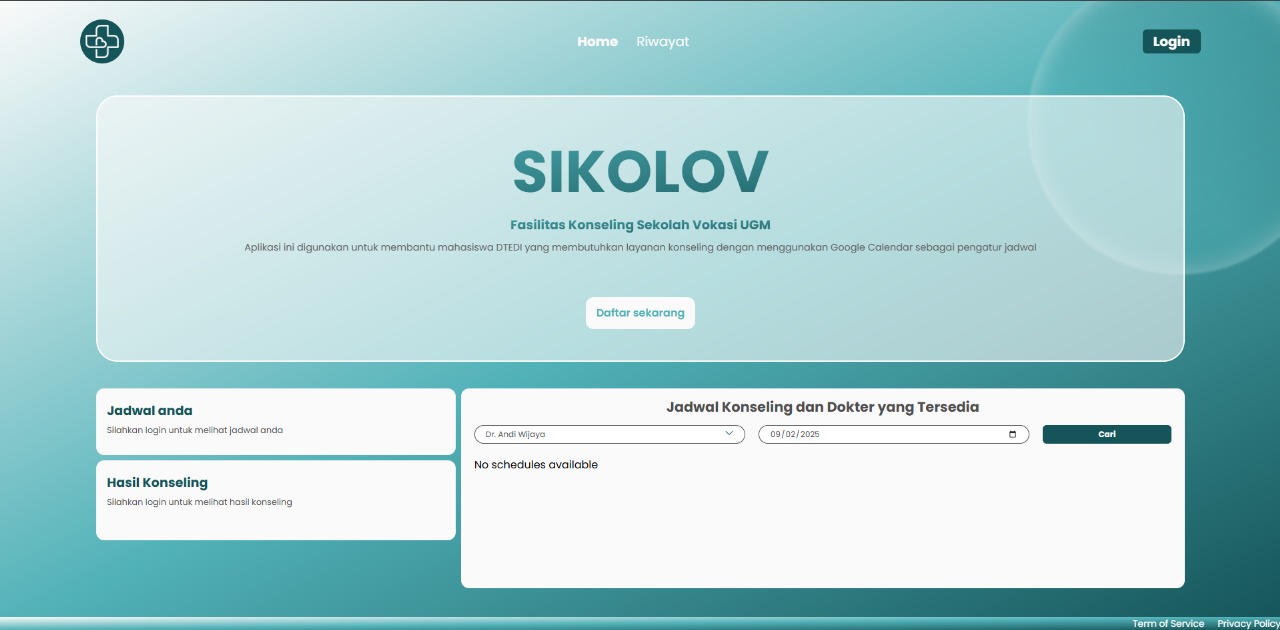 Home Riwayat Login
SIKOLOV
Fasilitas Konseling Sekolah Vokasi UGM
Aplikasi ini digunakan untuk membantu mahasiswa DTEDI yang membutuhkan layanan konseling dengan menggunakan Google Calendar sebagai pengatur jadwal
Daftar sekarang
Jadwal anda
Silahkan login untuk melihat jadwal anda
Hasil Konseling
Silahkan login untuk melihat hasil konseling
Jadwal Konseling dan Dokter yang Tersedia
Dr. Andi Wijaya 09/02/2025 Cari
No schedules available
Term of Service Privacy Policy